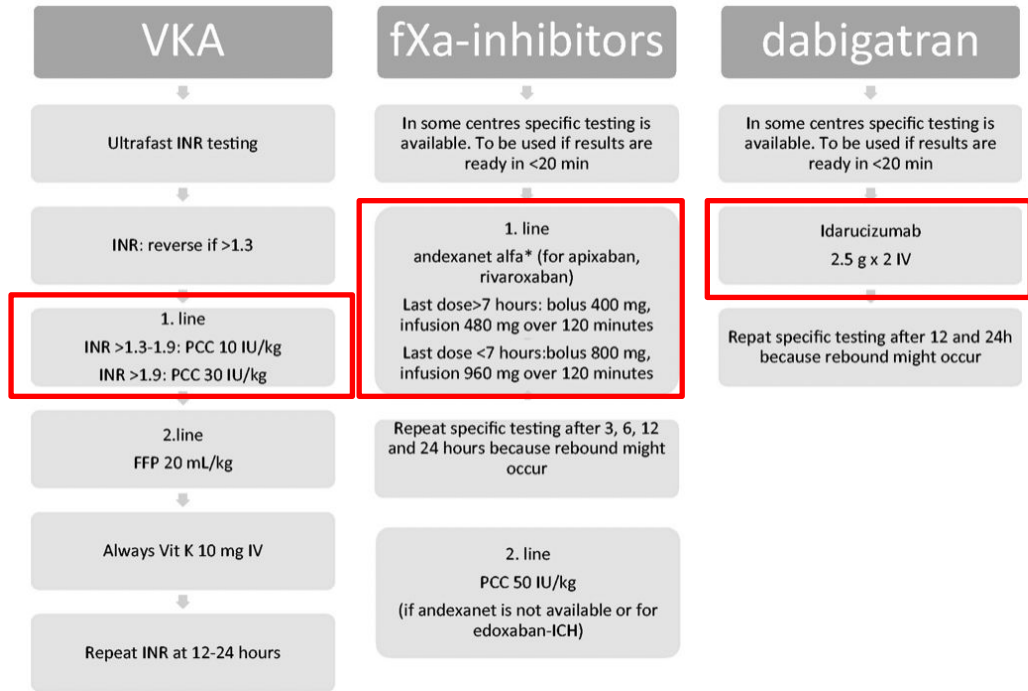 VKA
Ultrafast INR testing
INR: reverse if >1.3
1. line
INR >1.3-1.9: PCC 10 IU/kg
INR >1.9: PCC 30 IU/kg
2.line
FFP 20 mL/kg
Always Vit K 10 mg IV
Repeat INR at 12-24 hours
fXa-inhibitors
In some centres specific testing is
available. To be used if results are
ready in <20 min
1. line
andexanet alfa* (for apixaban,
rivaroxaban)
Last dose>7 hours: bolus 400 mg,
infusion 480 mg over 120 minutes
Last dose <7 hours:bolus 800 mg,
infusion 960 mg over 120 minutes
Repeat specific testing after 3, 6, 12
and 24 hours because rebound might
occur
2. line
PCC 50 IU/kg
(if andexanet is not available or for
edoxaban-ICH)
dabigatran
In some centres specific testing is
available. To be used if results are
ready in <20 min
Idarucizumab
2.5 g x 2 IV
Repat specific testing after 12 and 24h
because rebound might occur